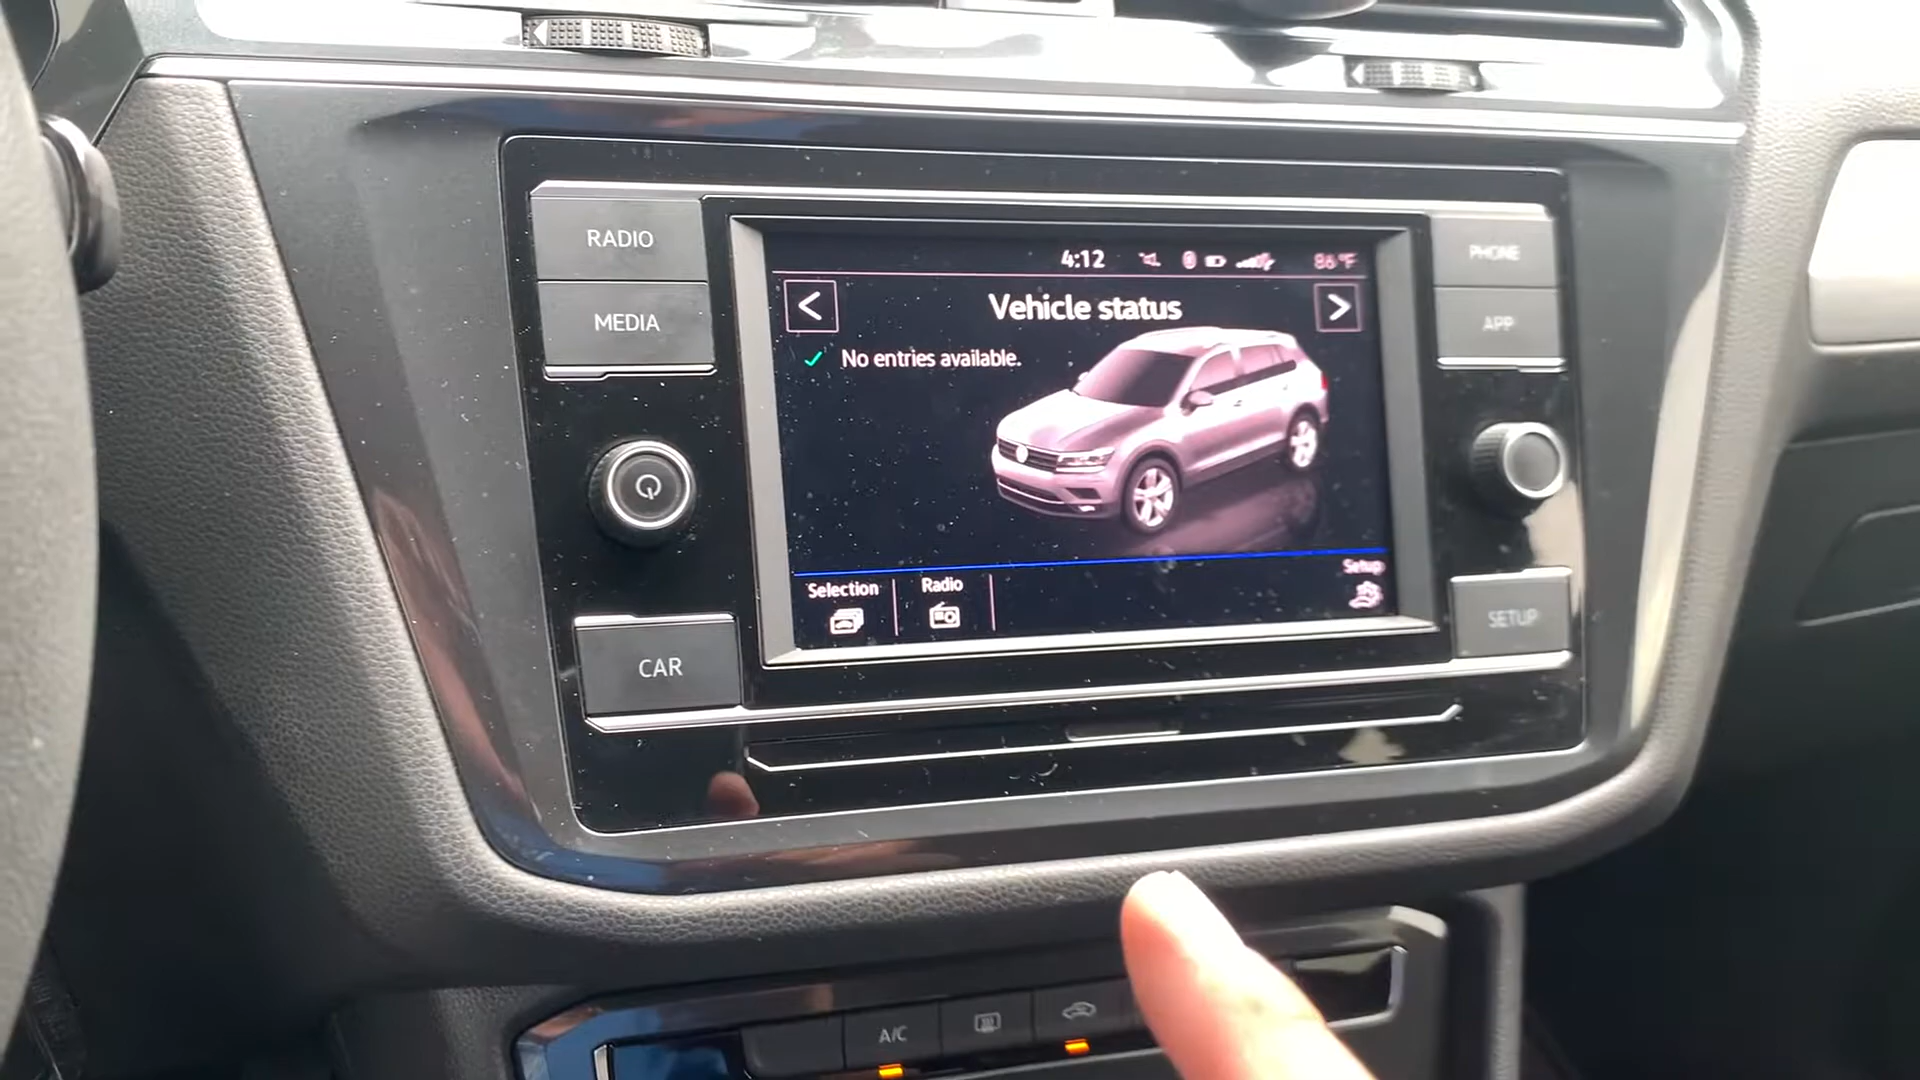 RADIO
MEDIA
CAR
4:12
86°F
Vehicle status
No entries available.
Selection
Radio
Setup
PHONE
APP
SETUP
A/C